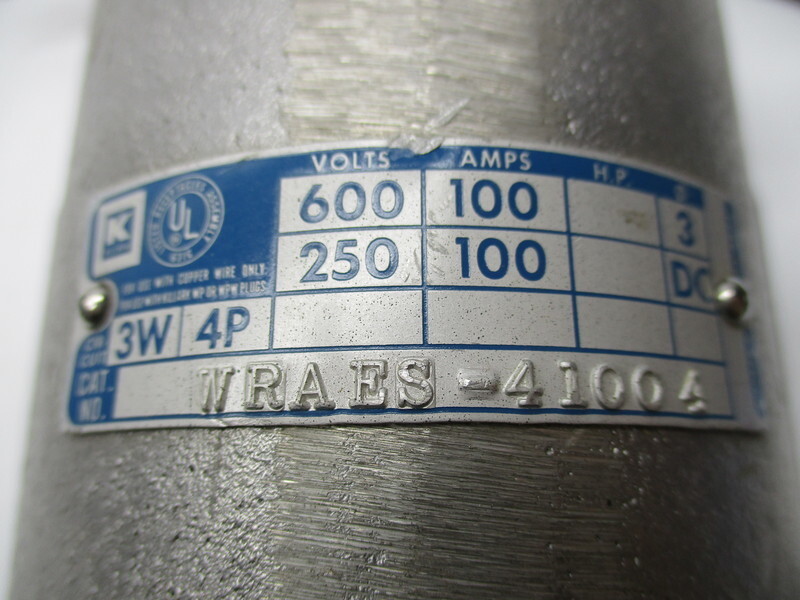 VOLTS AMPS H.P. Ø
K UL
600 100 3
250 100 DC
FOR USE WITH COPPER WIRE ONLY
3W 4P
CAT. NO. WRAES-41004